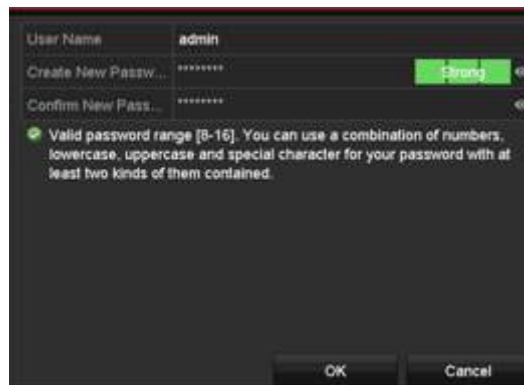 User Name admin
Create New Passw... ******** Strong
Confirm New Pass... ********
Valid password range [8-16]. You can use a combination of numbers,
lowercase, uppercase and special character for your password with at
least two kinds of them contained.
OK Cancel